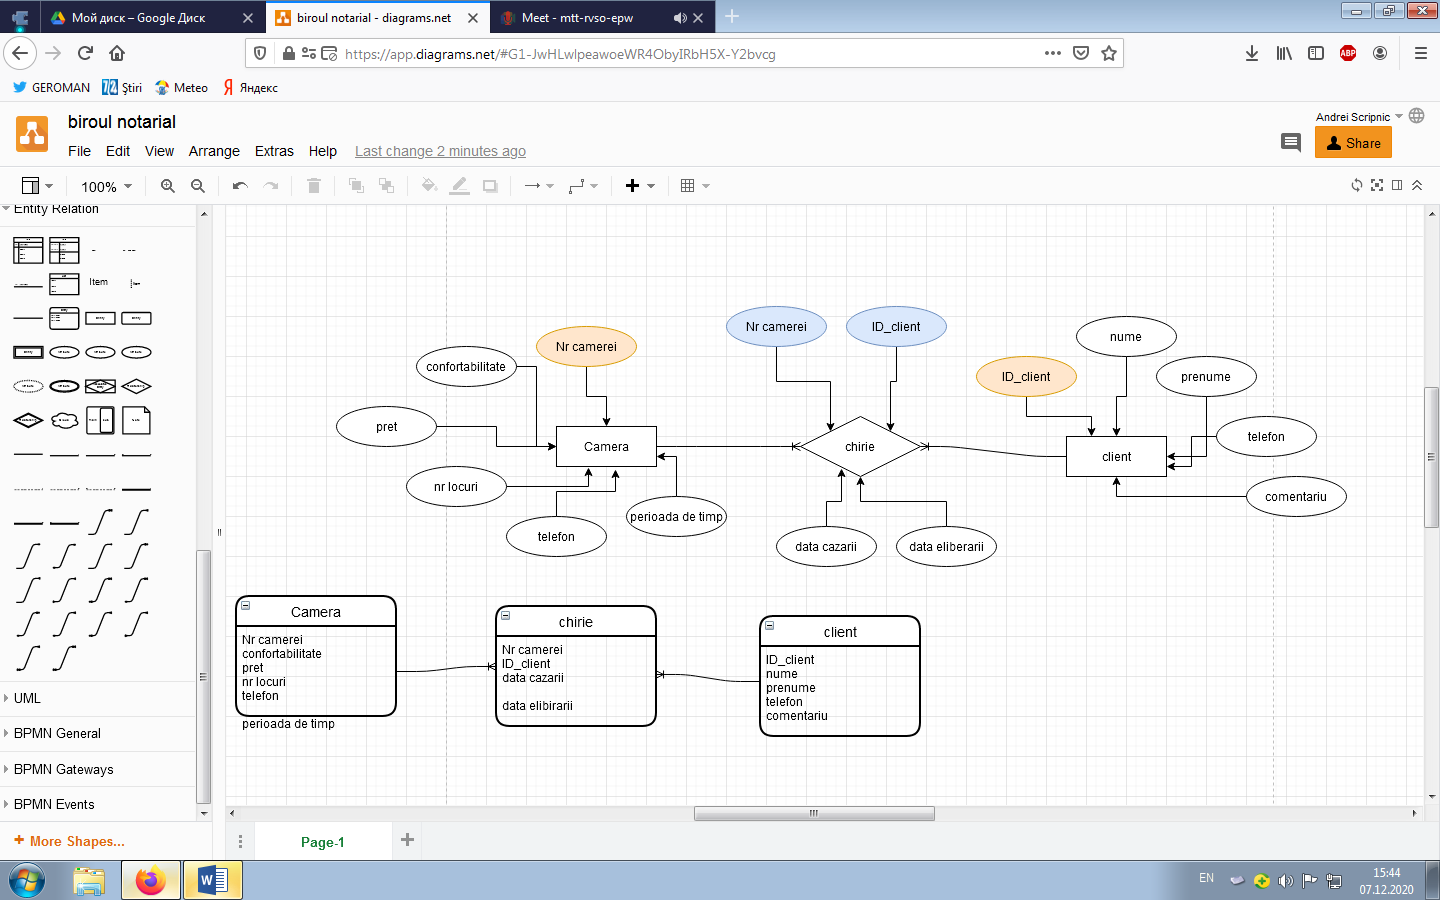 Мой диск – Google Диск
biroul notarial - diagrams.net
Meet - mtt-rvso-epw
https://app.diagrams.net/#G1-JwHLwlpeawoeWR4ObyIRbH5X-Y2bvcg
ABP
GEROMAN
Știri
Meteo
Яндекс
biroul notarial
Andrei Scripnic
File Edit View Arrange Extras Help Last change 2 minutes ago
Share
100%
Entity Relation
Item
UML
BPMN General
BPMN Gateways
BPMN Events
+ More Shapes...
Nr camerei
ID_client
nume
Nr camerei
confortabilitate
ID_client
prenume
pret
telefon
Camera
chirie
client
nr locuri
comentariu
perioada de timp
telefon
data cazarii
data eliberarii
Camera
Nr camerei
confortabilitate
pret
nr locuri
telefon
perioada de timp
chirie
Nr camerei
ID_client
data cazarii
data elibirarii
client
ID_client
nume
prenume
telefon
comentariu
Page-1
EN
15:44
07.12.2020